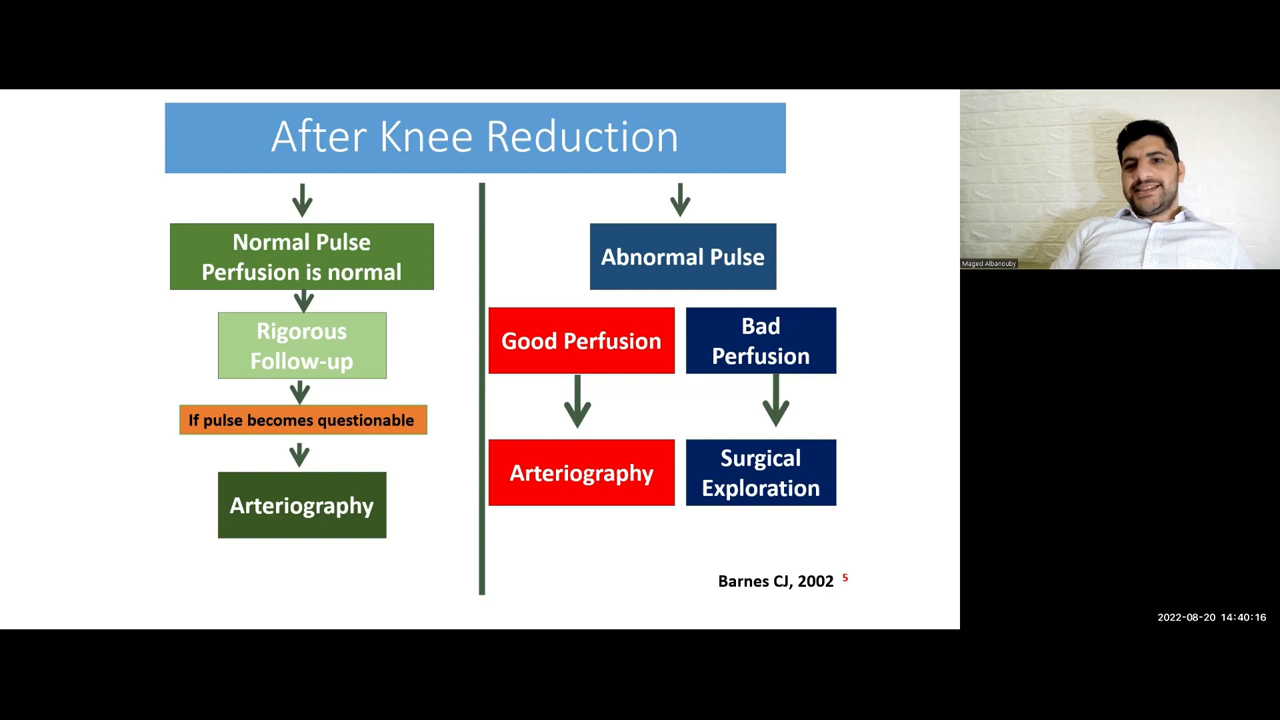 After Knee Reduction
Normal Pulse
Perfusion is normal
Rigorous
Follow-up
If pulse becomes questionable
Arteriography
Abnormal Pulse
Good Perfusion
Arteriography
Bad
Perfusion
Surgical
Exploration
Barnes CJ, 2002 5
Maged Albanouby
2022-08-20 14:40:16